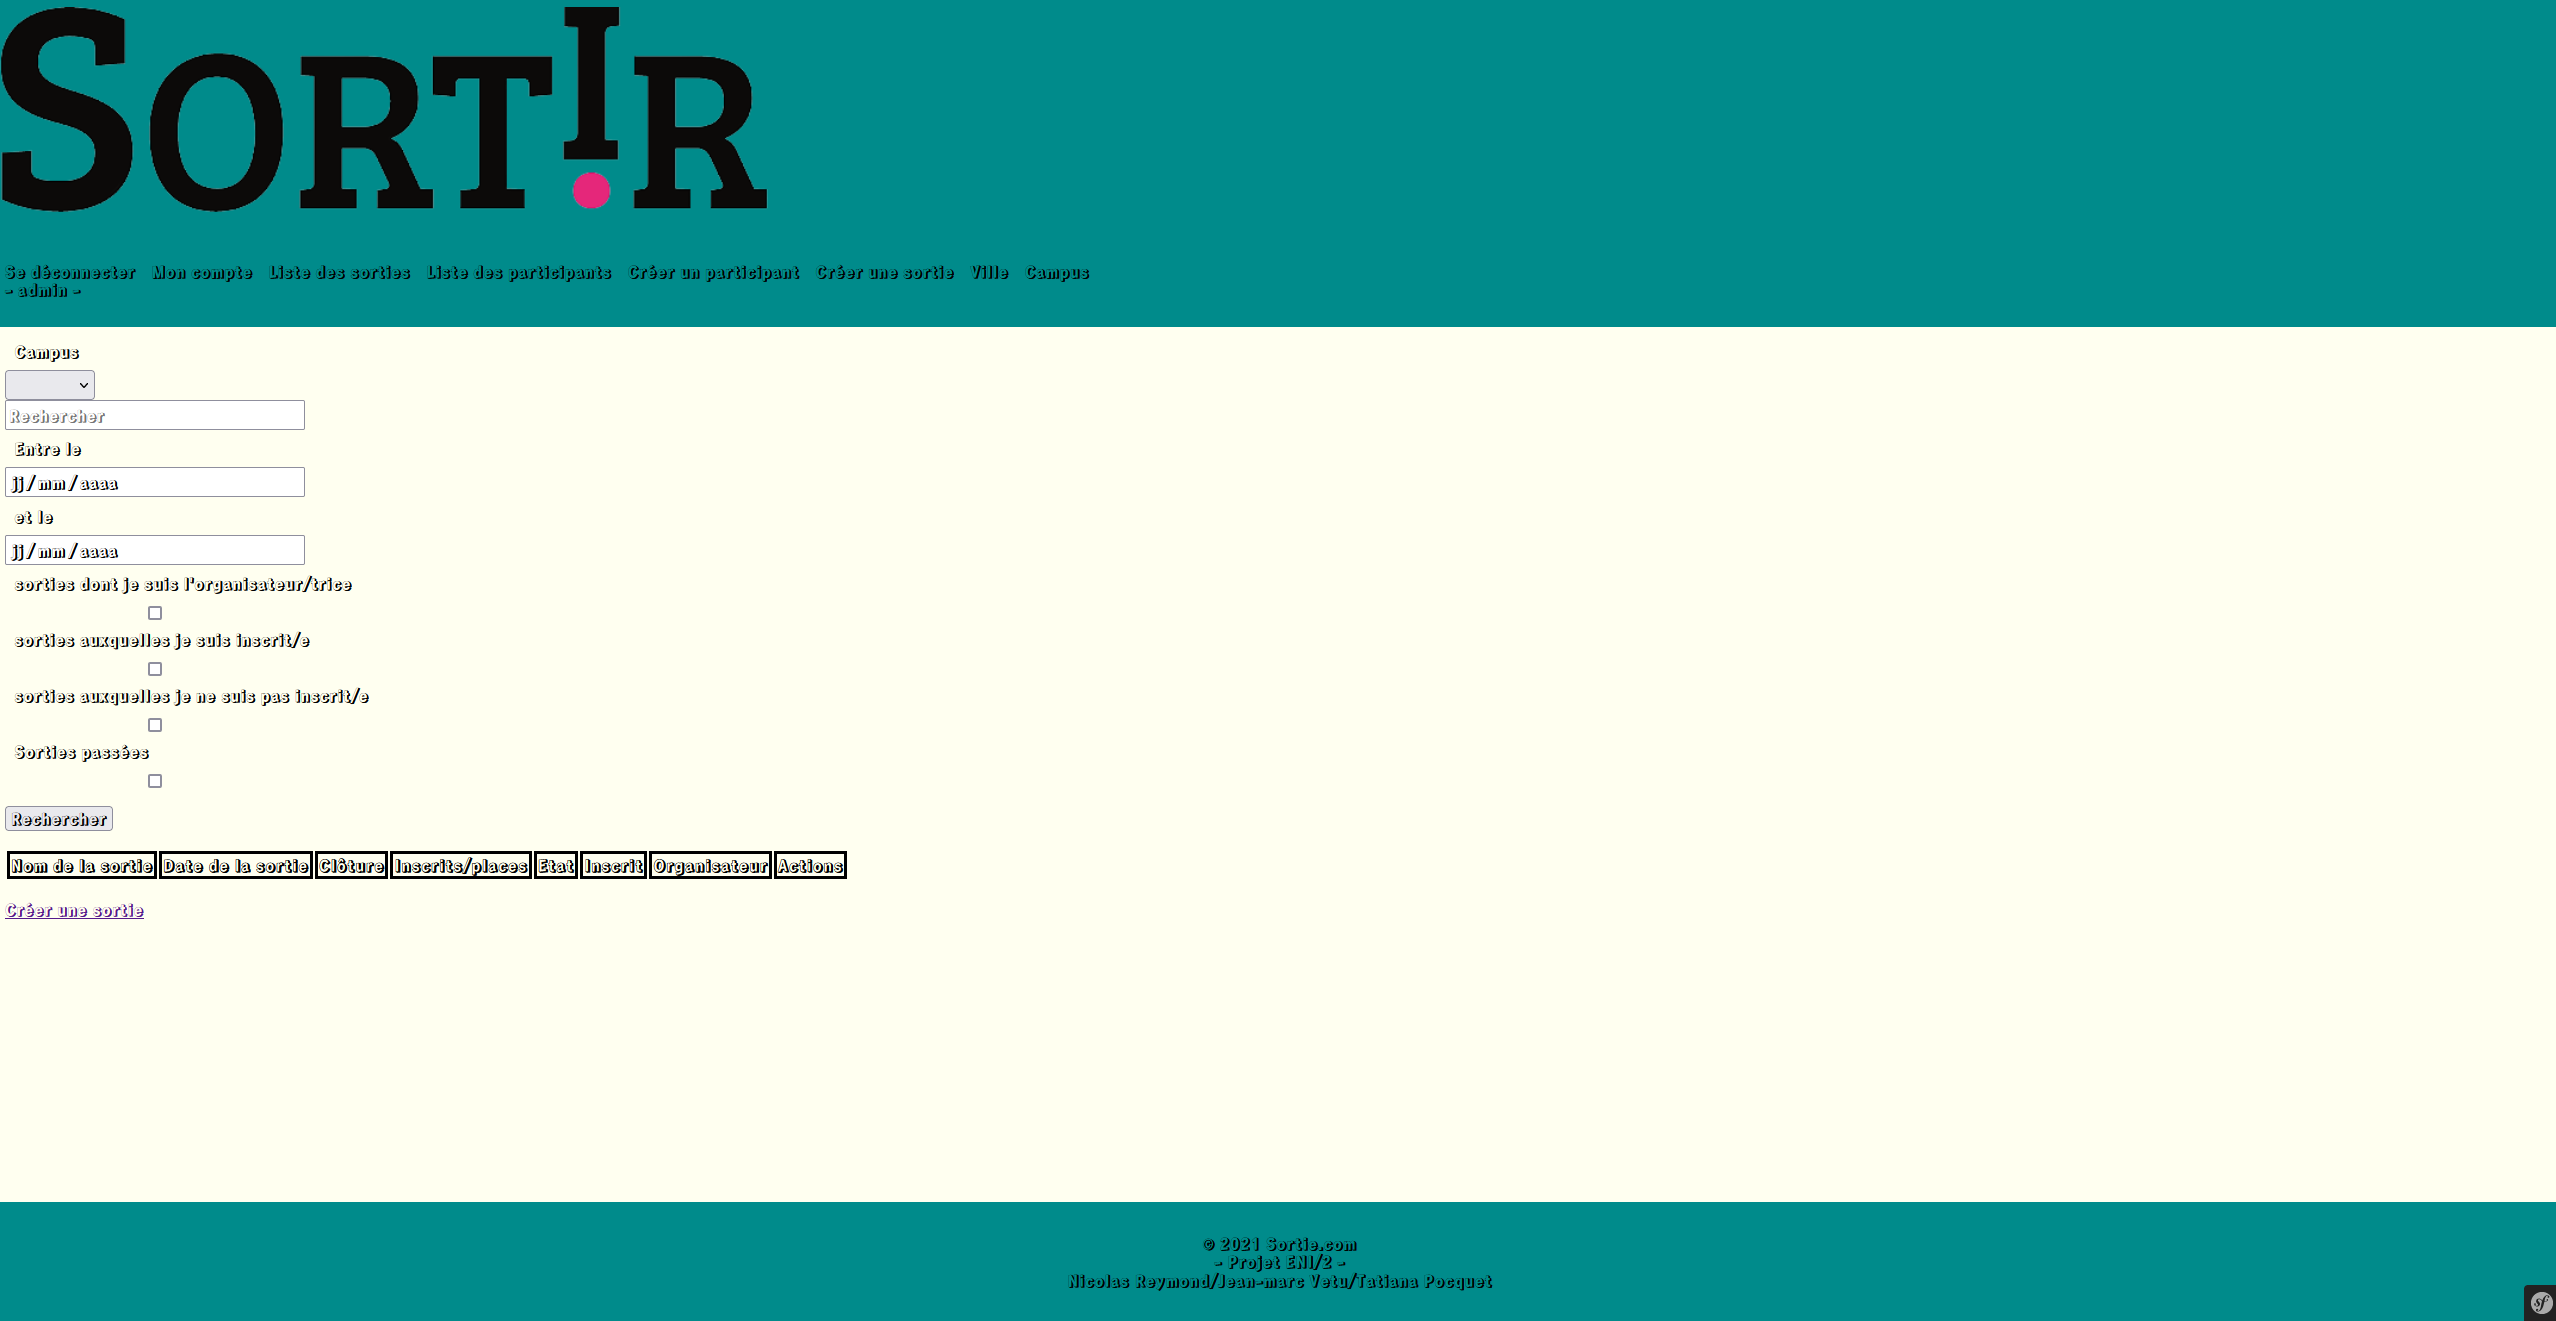 SORTIR
Se déconnecter Mon compte Liste des sorties Liste des participants Créer un participant Créer une sortie Ville Campus
- admin -
Campus
Rechercher
Entre le
jj/mm/aaaa
et le
jj/mm/aaaa
sorties dont je suis l'organisateur/trice
sorties auxquelles je suis inscrit/e
sorties auxquelles je ne suis pas inscrit/e
Sorties passées
Rechercher
Nom de la sortie Date de la sortie Clôture Inscrits/places Etat Inscrit Organisateur Actions
Créer une sortie
© 2021 Sortie.com
- Projet ENI/2 -
Nicolas Reymond/Jean-marc Vetu/Tatiana Pocquet
sf